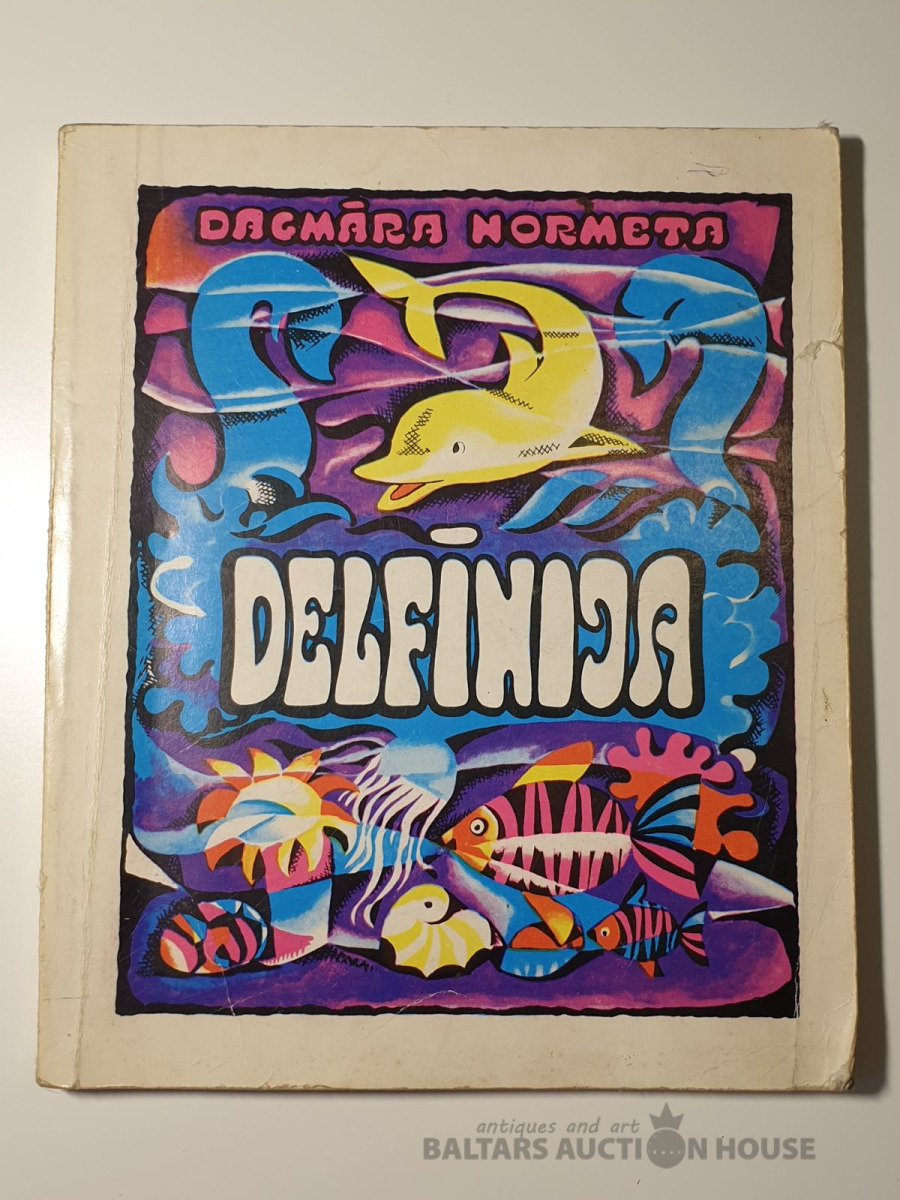 DAGMĀRA NORMETA
DELFĪNIJA
antiques and art
BALTARS AUCTION HOUSE